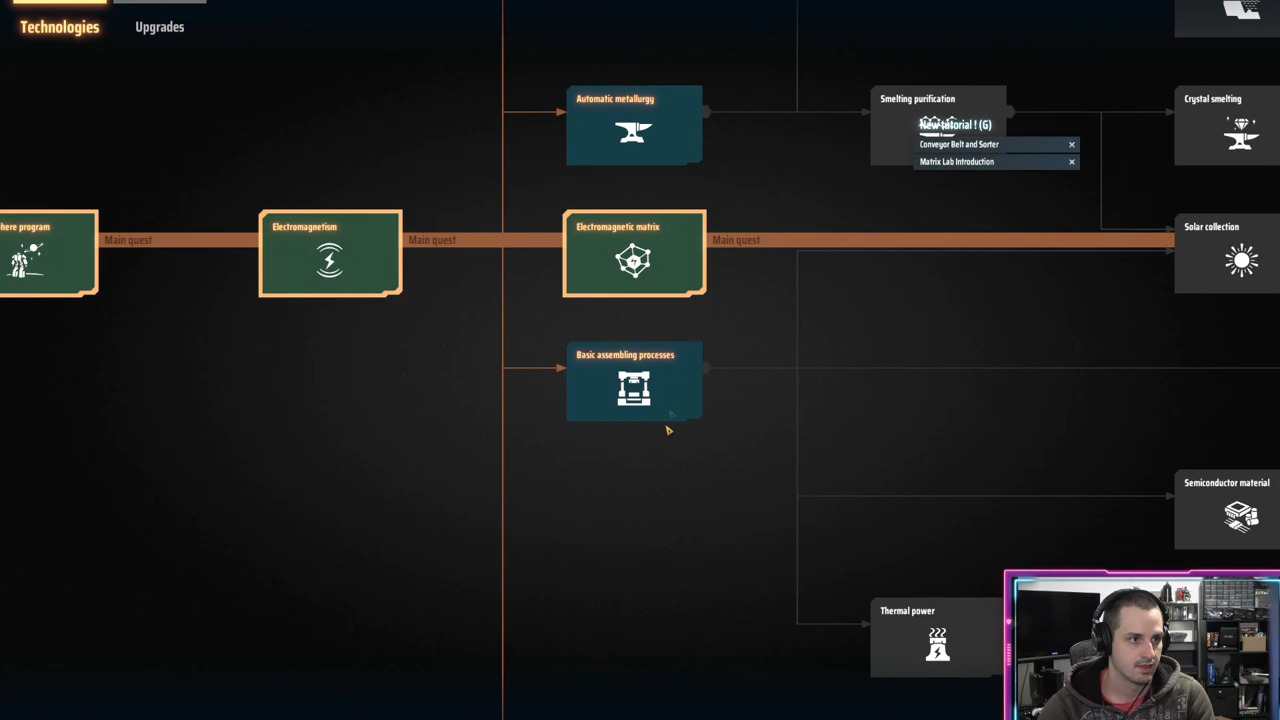 Technologies
Upgrades
Automatic metallurgy
Smelting purification
Crystal smelting
New tutorial ! (G)
Conveyor Belt and Sorter
Matrix Lab Introduction
here program
Main quest
Electromagnetism
Main quest
Electromagnetic matrix
Main quest
Solar collection
Basic assembling processes
Semiconductor material
Thermal power